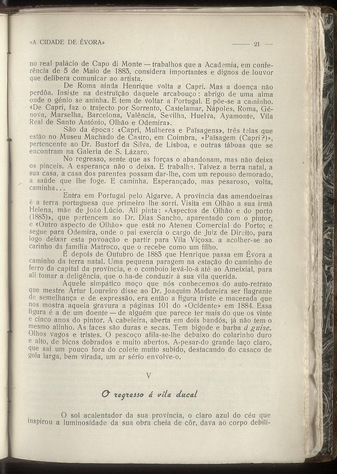 «A CIDADE DE ÉVORA»
21
no real palácio de Capo di Monte — trabalhos que a Academia, em confe-
rência de 5 de Maio de 1885, considera importantes e dignos de louvor
que delibera comunicar ao artista.
De Roma ainda Henrique volta a Capri. Mas a doença não
perdôa. Insiste na destruïção daquele arcabouço: abrigo de uma alma
onde o génio se aninha. E tem de voltar a Portugal. E põe-se a caminho.
«De Capri, faz o trajecto por Sorrento, Castelamar, Nápoles, Roma, Gé-
nova, Marselha, Barcelona, Valência, Sevilha, Huelva, Ayamonte, Vila
Real de Santo António, Olhão e Odemira».
São da época: «Capri, Mulheres e Paisagens», três telas que
estão no Museu Machado de Castro, em Coimbra, «Paisagem (Capri?)»,
pertencente ao Dr. Bustorf da Silva, de Lisboa, e outras tábuas que se
encontram na Galeria de S. Lázaro.
No regresso, sente que as forças o abandonam, mas não deixa
os pinceis. A esperança não o deixa. E trabalha. Talvez a terra natal, a
sua casa, a casa dos parentes possam dar-lhe, com um repouso demorado,
a saúde que lhe foge. E caminha. Esperançado, mas pesaroso, volta,
caminha...
Entra em Portugal pelo Algarve. A província das amendoeiras
é a terra portuguesa que primeiro lhe sorri. Visita em Olhão a sua irmã
Helena, mãe de João Lúcio. Ali pinta: «Aspectos de Olhão e do porto
(1885)», que pertencem ao Dr. Dias Sancho, aparentado com o pintor,
e «Outro aspecto de Olhão» que está no Ateneu Comercial do Porto; e
segue para Odemira, onde o pai exercia o cargo de Juiz de Direito, para
logo deixar esta povoação e partir para Vila Viçosa, a acolher-se ao
carinho da família Matroco, que o recebe como um filho.
É depois de Outubro de 1885 que Henrique passa em Évora a
caminho da terra natal. Uma pequena paragem na estação do caminho de
ferro da capital da província, e o comboio levá-lo-á até ao Ameixial, para
ali tomar a deligência, que o ha-de conduzir à sua vila querida.
Aquele simpático moço que nós conhecemos do auto-retrato
que mestre Artur Loureiro disse ao Dr. Joaquim Madureira ser flagrante
de semelhança e de expressão, era então a figura triste e macerada que
nos mostra aquela gravura a páginas 101 do «Ocidente» em 1884. Essa
figura é a de um doente — de alguém que parece ter mais do que os vinte
e cinco anos do pintor. A cabeleira, aberta em dois bandós, já não tem o
mesmo alinho. As faces são duras e secas. Tem bigode e barba á guise.
Olhos vagos e tristes. O pescoço afila-se-lhe debaixo do colarinho duro
e alto, de bicos dobrados e muito abertos. A-pesar-do grande laço claro,
que sai um pouco fora do colete muito subido, destacando do casaco de
gola larga, bem virada, um ar sério envolve-o.
V
O regresso á vila ducal
O sol acalentador da sua província, o claro azul do céu que
inspirou a luminosidade da sua obra cheia de côr, dava ao corpo debili-